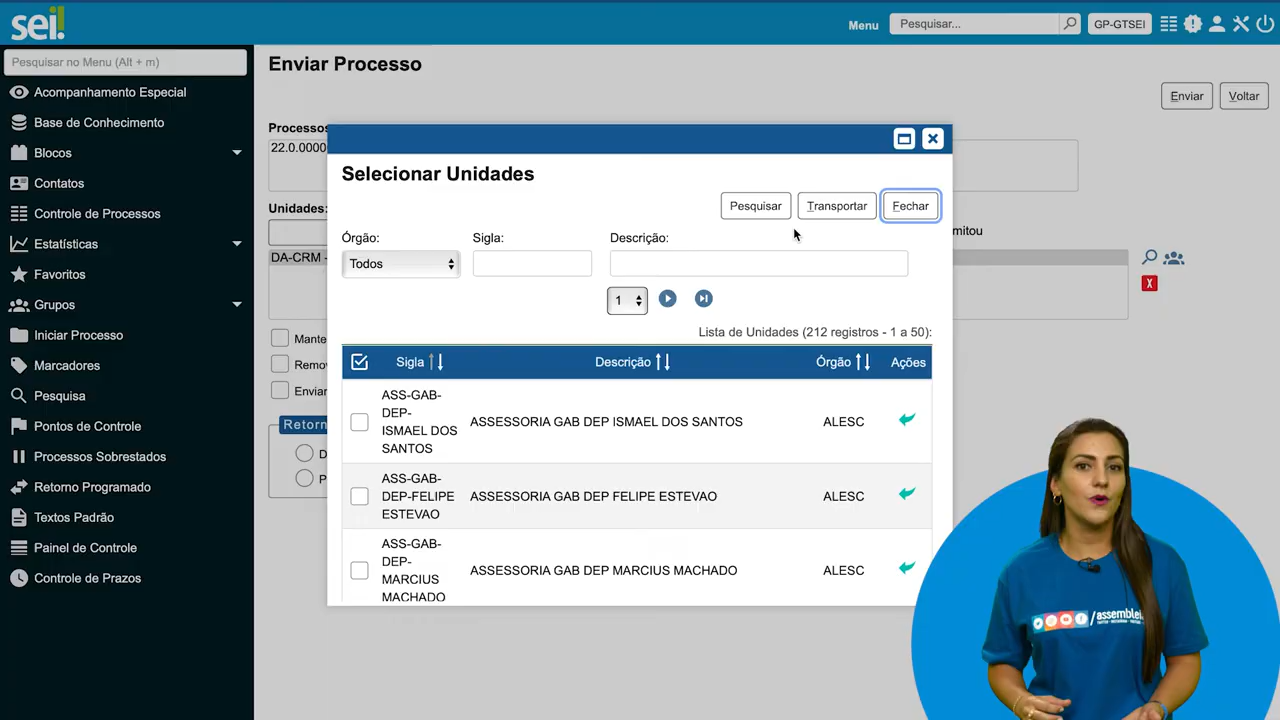 sei!
Menu
Pesquisar...
GP-GTSEI
Pesquisar no Menu (Alt + m)
Acompanhamento Especial
Base de Conhecimento
Blocos
Contatos
Controle de Processos
Estatísticas
Favoritos
Grupos
Iniciar Processo
Marcadores
Pesquisa
Pontos de Controle
Processos Sobrestados
Retorno Programado
Textos Padrão
Painel de Controle
Controle de Prazos
Enviar Processo
Enviar
Voltar
Processos
22.0.0000
Unidades:
mitou
DA-CRM -
X
Mante
Remo
Enviar
Retorn
D
P
Selecionar Unidades
Pesquisar
Transportar
Fechar
Órgão:
Sigla:
Descrição:
Todos
1
Lista de Unidades (212 registros - 1 a 50):
Sigla
Descrição
Órgão
Ações
ASS-GAB-
DEP-
ISMAEL DOS
SANTOS
ASSESSORIA GAB DEP ISMAEL DOS SANTOS
ALESC
ASS-GAB-
DEP-FELIPE
ESTEVAO
ASSESSORIA GAB DEP FELIPE ESTEVAO
ALESC
ASS-GAB-
DEP-
MARCIUS
MACHADO
ASSESSORIA GAB DEP MARCIUS MACHADO
ALESC